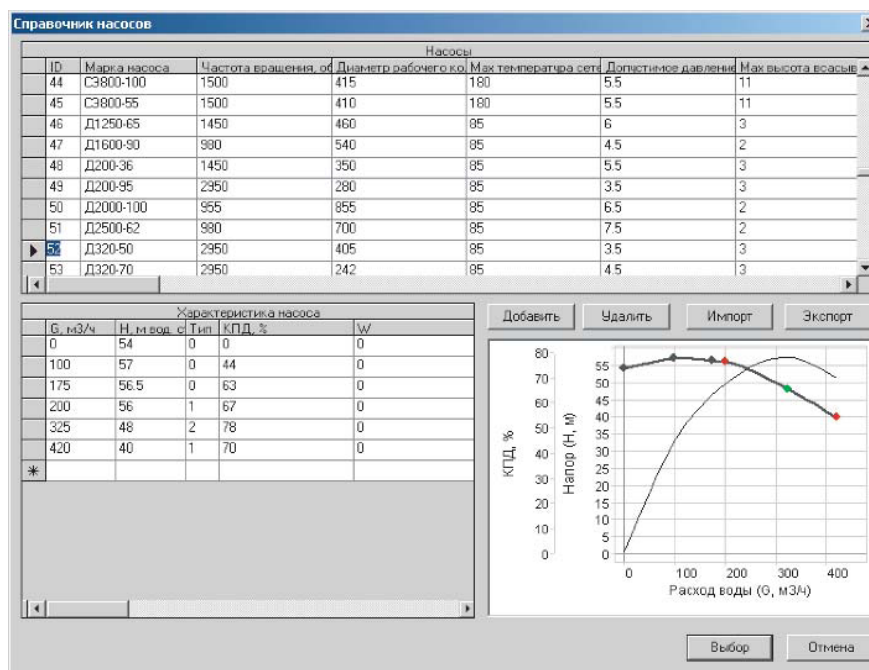 Справочник насосов
Насосы
ID Марка насоса Частота вращения, об Диаметр рабочего ко. Max температура сете Допустимое давление Max высота всасыв
44 СЭ800-100 1500 415 180 5.5 11
45 СЭ800-55 1500 410 180 5.5 11
46 Д1250-65 1450 460 85 6 3
47 Д1600-90 980 540 85 4.5 2
48 Д200-36 1450 350 85 5.5 3
49 Д200-95 2950 280 85 3.5 3
50 Д2000-100 955 855 85 6.5 2
51 Д2500-62 980 700 85 7.5 2
52 Д320-50 2950 405 85 3.5 3
53 Д320-70 2950 242 85 4.5 3
Характеристика насоса
G, м3/ч H, м вод. с Тип КПД, % W
0 54 0 0 0
100 57 0 44 0
175 56.5 0 63 0
200 56 1 67 0
325 48 2 78 0
420 40 1 70 0
Добавить Удалить Импорт Экспорт
КПД, %
80
70
60
50
40
30
20
10
0
Напор (H, м)
55
50
45
40
35
30
25
20
15
10
5
0
0 100 200 300 400
Расход воды (G, м3/ч)
Выбор Отмена